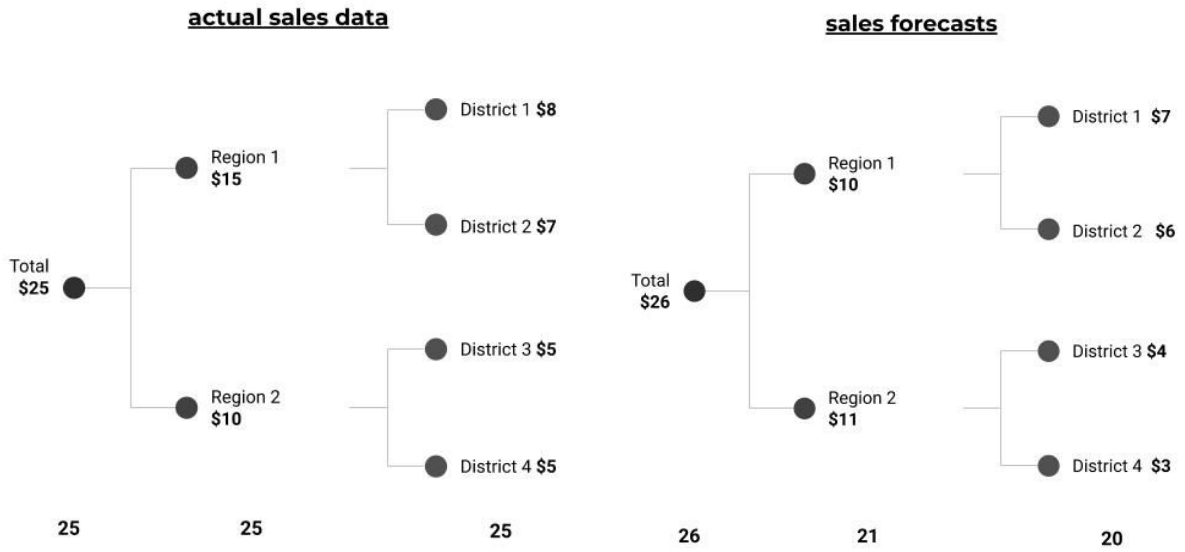 actual sales data
District 1 $8
Region 1
$15
District 2 $7
Total
$25
District 3 $5
Region 2
$10
District 4 $5
25
25
25
sales forecasts
District 1 $7
Region 1
$10
District 2 $6
Total
$26
District 3 $4
Region 2
$11
District 4 $3
26
21
20